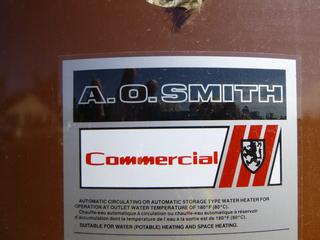 A.O.SMITH
Commercial
AUTOMATIC CIRCULATING OR AUTOMATIC STORAGE TYPE WATER HEATER FOR
OPERATION AT OUTLET WATER TEMPERATURE OF 180°F (80°C).
Chauffe-eau automatique à circulation ou chauffe-eau automatique à réservoir
d'accumulation dont la température de l'eau à la sortie est de 180°F (80°C).
SUITABLE FOR WATER (POTABLE) HEATING AND SPACE HEATING.